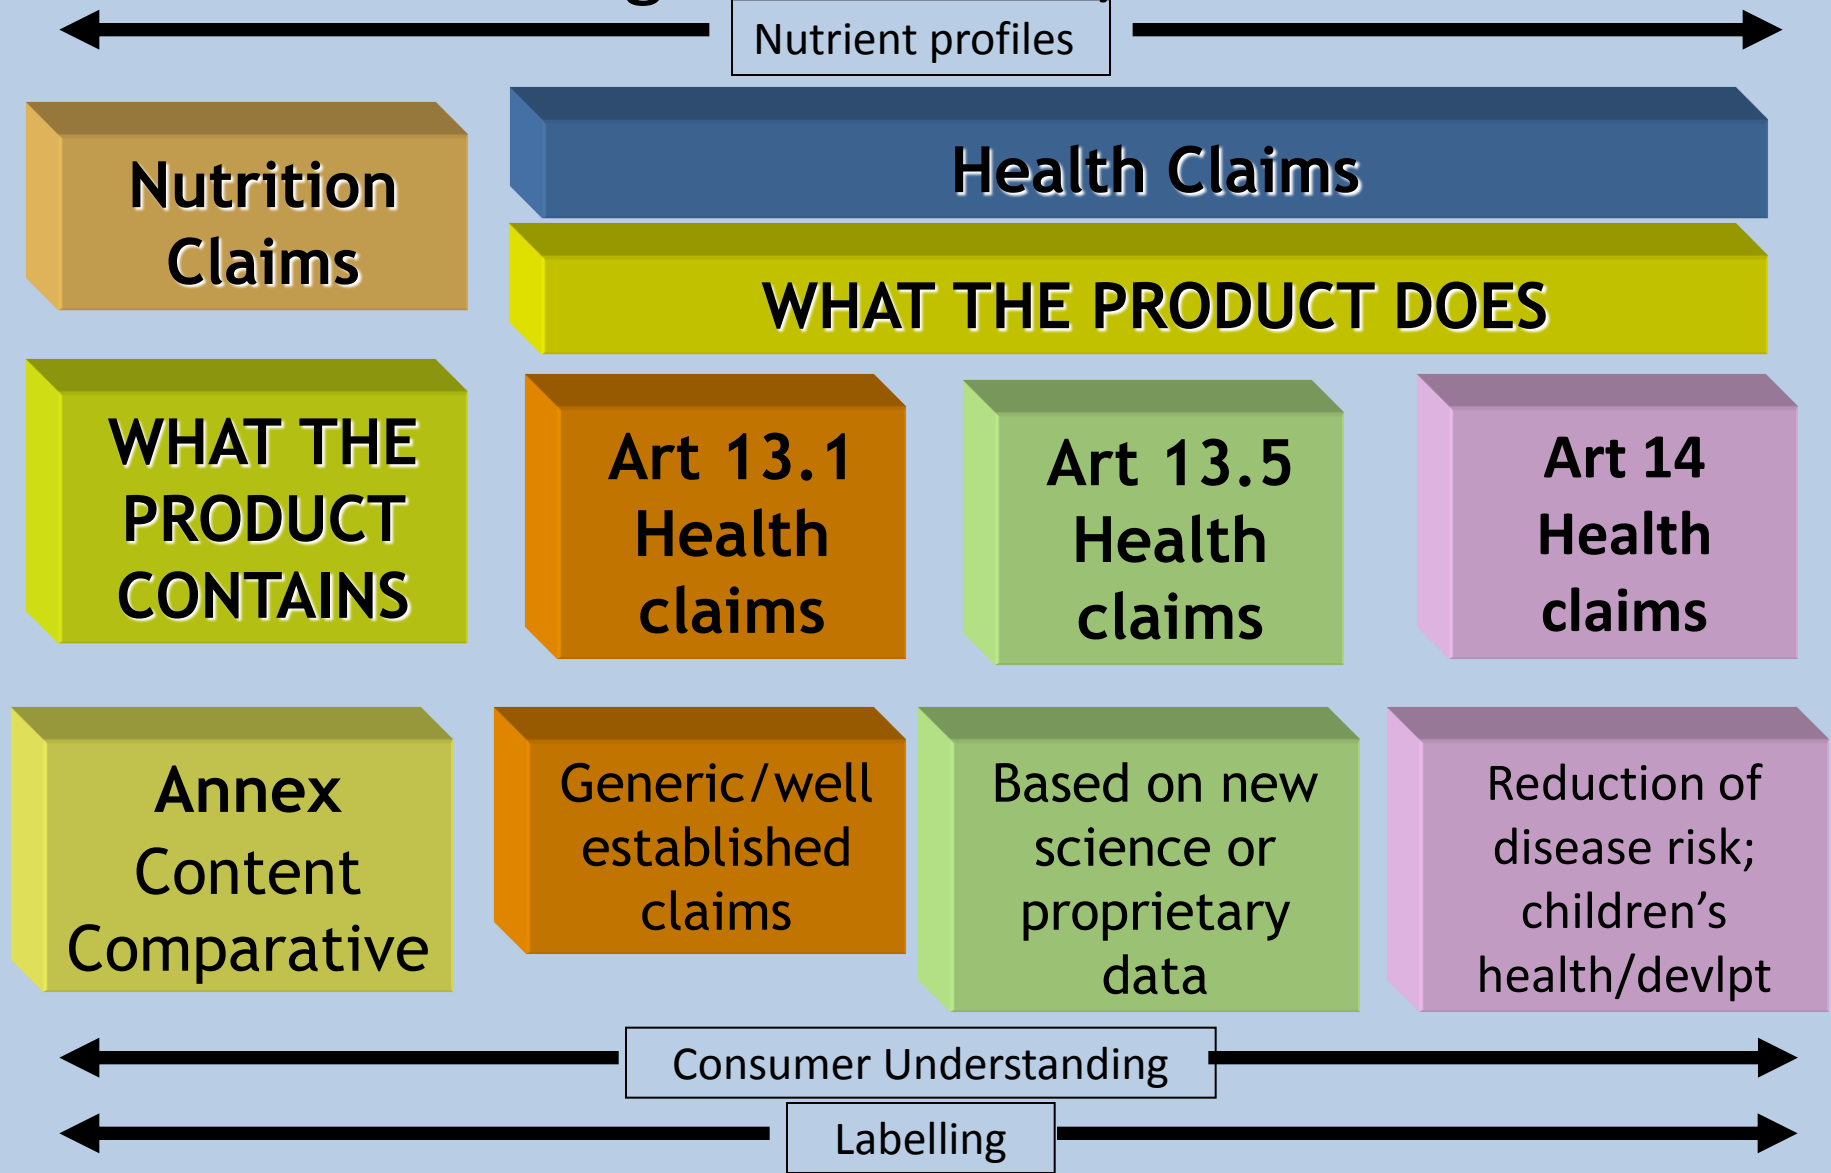 Nutrient profiles
Nutrition
Claims
Health Claims
WHAT THE PRODUCT DOES
WHAT THE
PRODUCT
CONTAINS
Art 13.1
Health
claims
Art 13.5
Health
claims
Art 14
Health
claims
Annex
Content
Comparative
Generic/well
established
claims
Based on new
science or
proprietary
data
Reduction of
disease risk;
children’s
health/devlpt
Consumer Understanding
Labelling